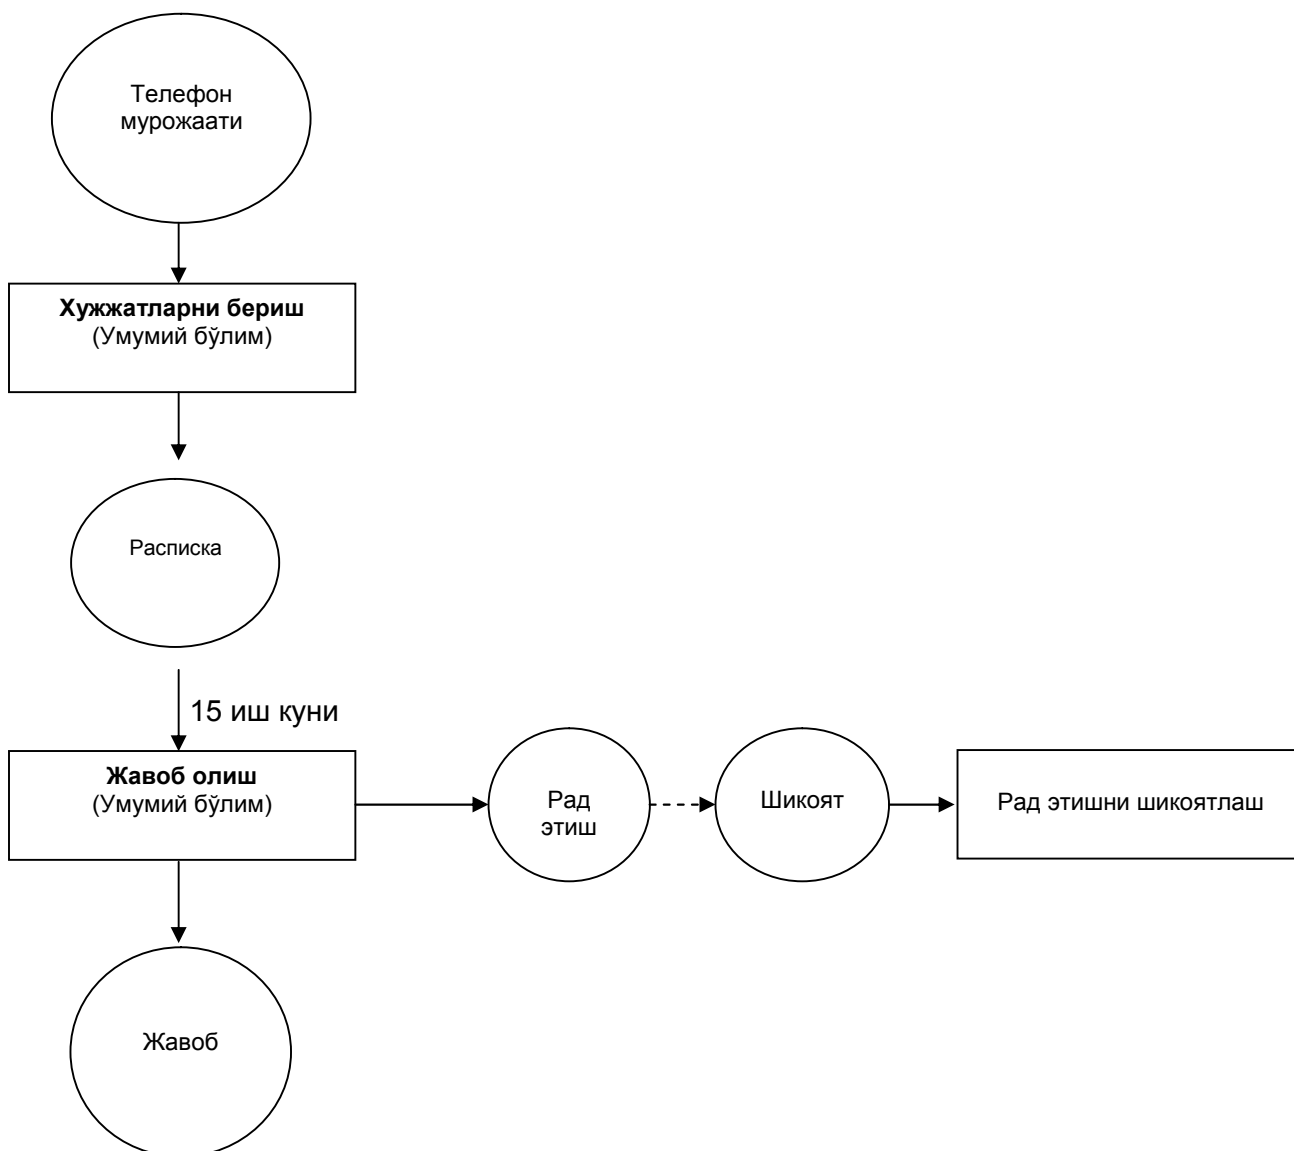 Телефон
мурожаати
Хужжатларни бериш
(Умумий бўлим)
Расписка
15 иш куни
Жавоб олиш
(Умумий бўлим)
Рад
этиш
Шикоят
Рад этишни шикоятлаш
Жавоб